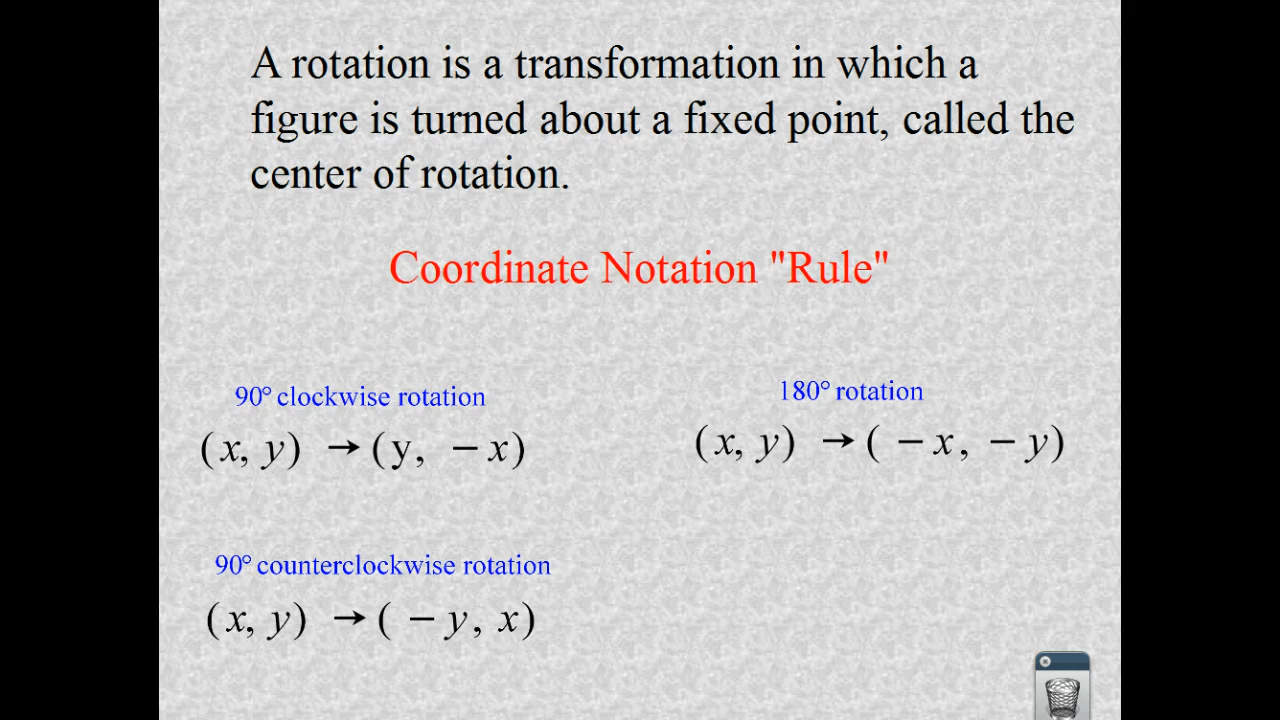 A rotation is a transformation in which a
figure is turned about a fixed point, called the
center of rotation.
Coordinate Notation "Rule"
90° clockwise rotation
(x, y) → (y, − x)
180° rotation
(x, y) → ( − x, − y)
90° counterclockwise rotation
(x, y) → ( − y, x)